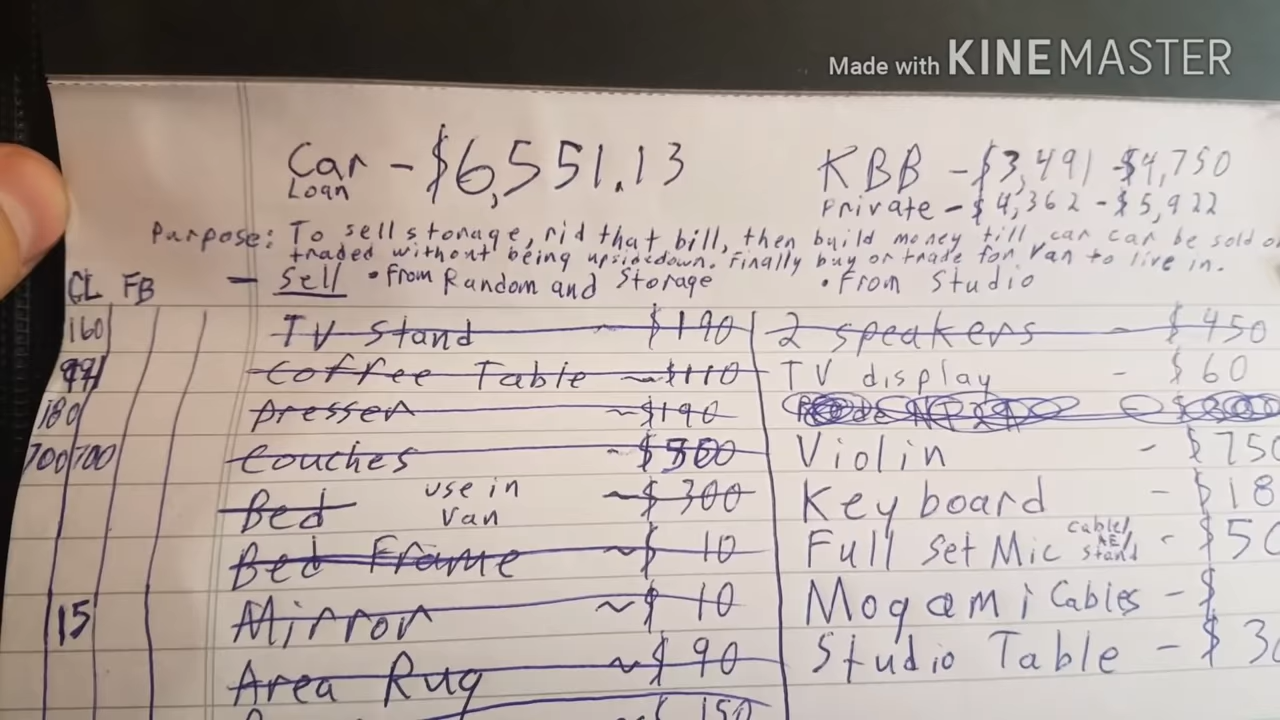 Made with KINEMASTER
Car Loan - $6,551.13
KBB - $3,491 - $4,750
Private - $4,362 - $5,922
Purpose: To sell storage, rid that bill, then build money till car can be sold o
traded without being upsidedown. Finally buy or trade for van to live in.
CL FB - Sell • From Random and Storage • From Studio
160 TV Stand ~ $190 2 speakers - $450
Coffee Table ~ $110 TV display - $60
180 Dresser ~ $190
700 700 Couches - Violin - $750
Bed use in Van ~ $300 Keyboard - $18
Bed Frame ~ $ 10 Full Set Mic cable/ stand - $50
15 Mirror ~ $ 10 Mogami Cables - $
Area Rug ~ $ 90 Studio Table - $ 30
$ 150